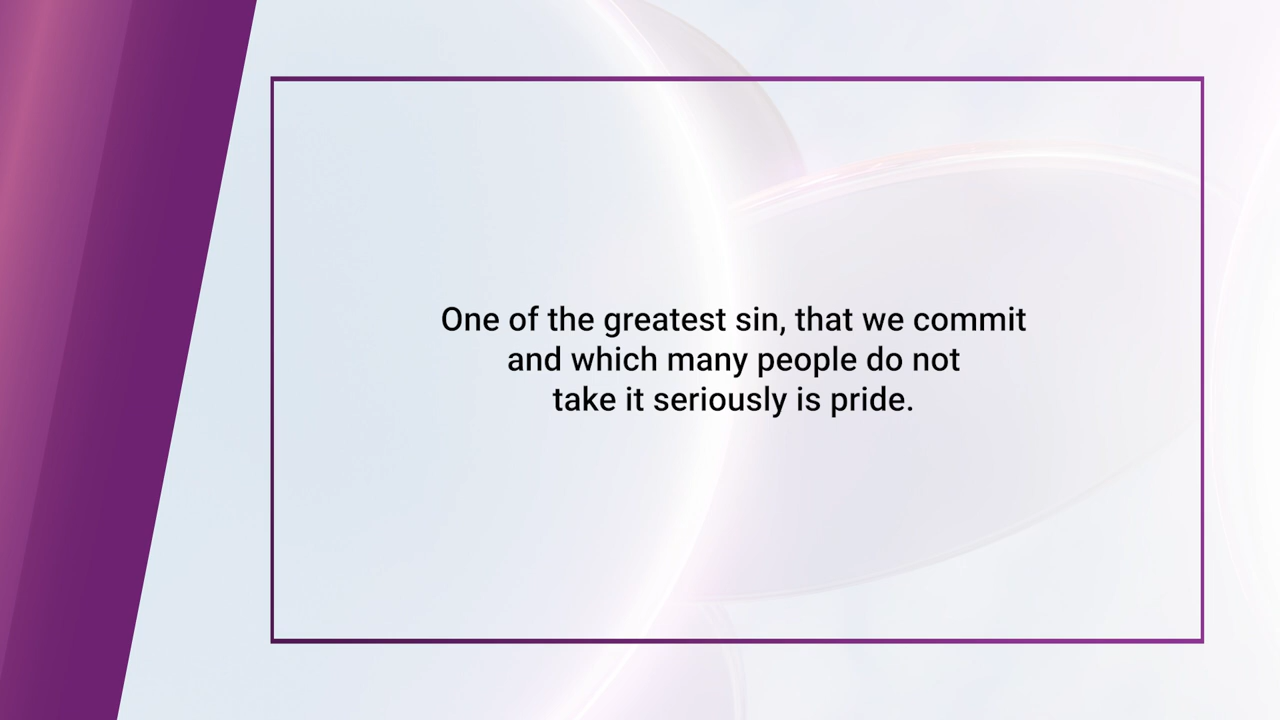 One of the greatest sin, that we commit
and which many people do not
take it seriously is pride.